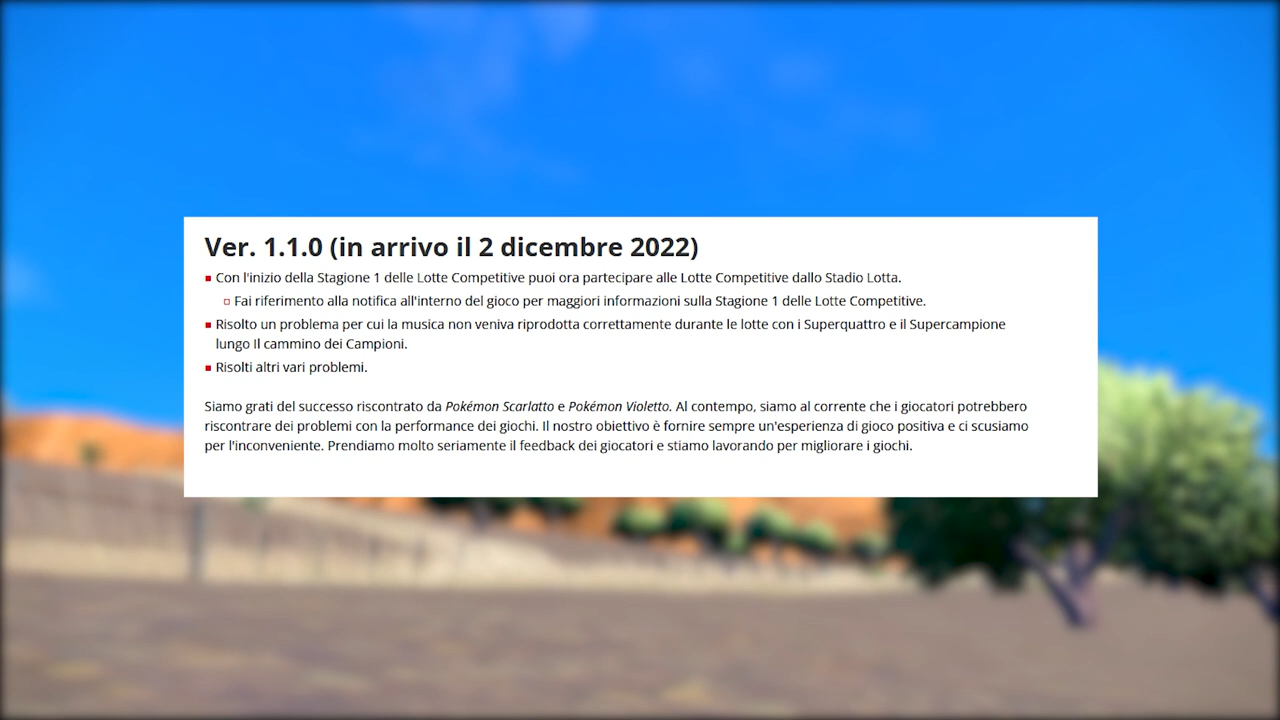 Ver. 1.1.0 (in arrivo il 2 dicembre 2022)
Con l'inizio della Stagione 1 delle Lotte Competitive puoi ora partecipare alle Lotte Competitive dallo Stadio Lotta.
Fai riferimento alla notifica all'interno del gioco per maggiori informazioni sulla Stagione 1 delle Lotte Competitive.
Risolto un problema per cui la musica non veniva riprodotta correttamente durante le lotte con i Superquattro e il Supercampione
lungo Il cammino dei Campioni.
Risolti altri vari problemi.
Siamo grati del successo riscontrato da Pokémon Scarlatto e Pokémon Violetto. Al contempo, siamo al corrente che i giocatori potrebbero
riscontrare dei problemi con la performance dei giochi. Il nostro obiettivo è fornire sempre un'esperienza di gioco positiva e ci scusiamo
per l'inconveniente. Prendiamo molto seriamente il feedback dei giocatori e stiamo lavorando per migliorare i giochi.